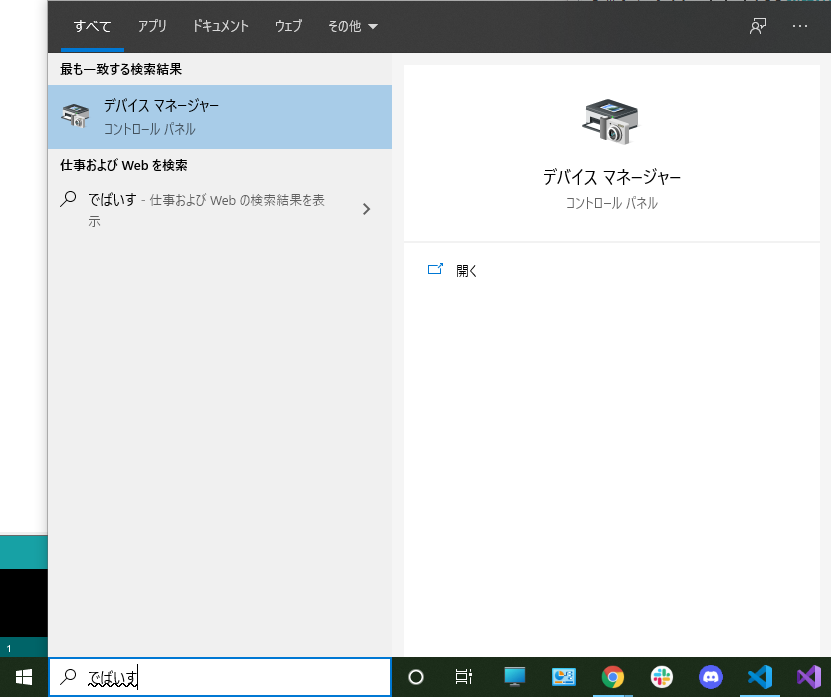 すべて アプリ ドキュメント ウェブ その他
最も一致する検索結果
デバイス マネージャー
コントロール パネル
仕事および Web を検索
でばいす - 仕事および Web の検索結果を表
示
デバイス マネージャー
コントロール パネル
開く
1
でばいす